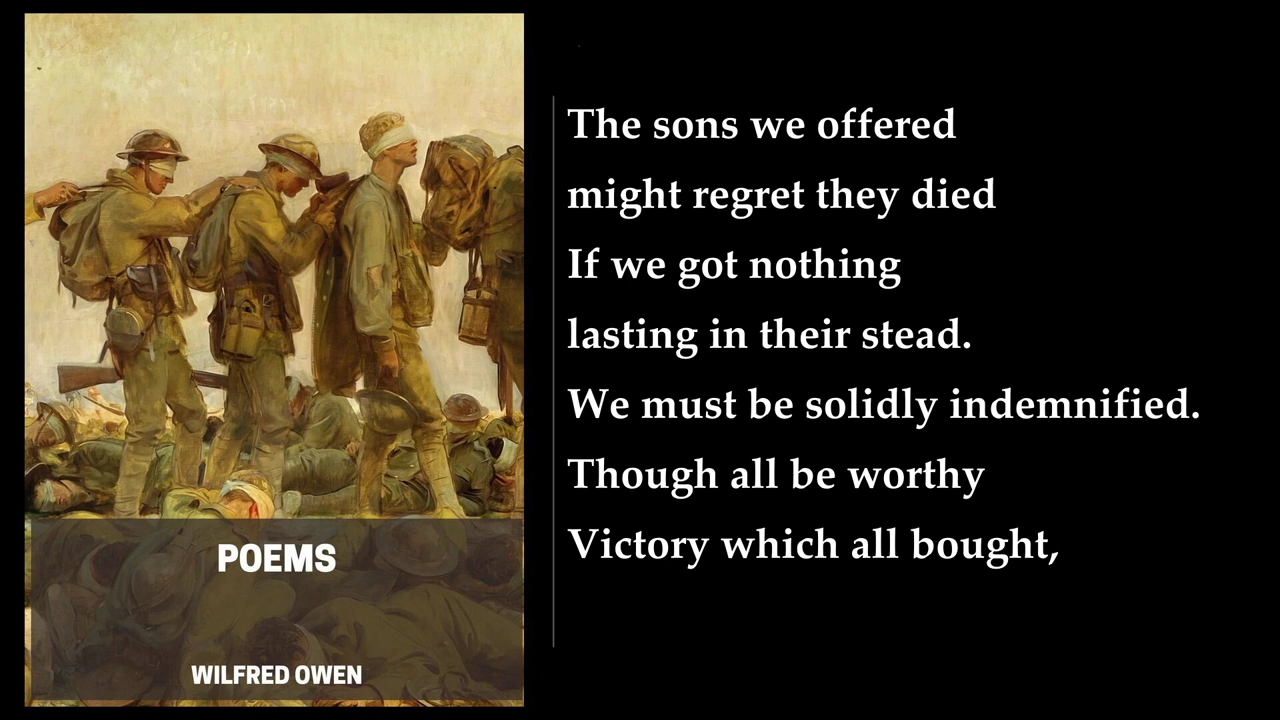 POEMS
WILFRED OWEN
The sons we offered
might regret they died
If we got nothing
lasting in their stead.
We must be solidly indemnified.
Though all be worthy
Victory which all bought,